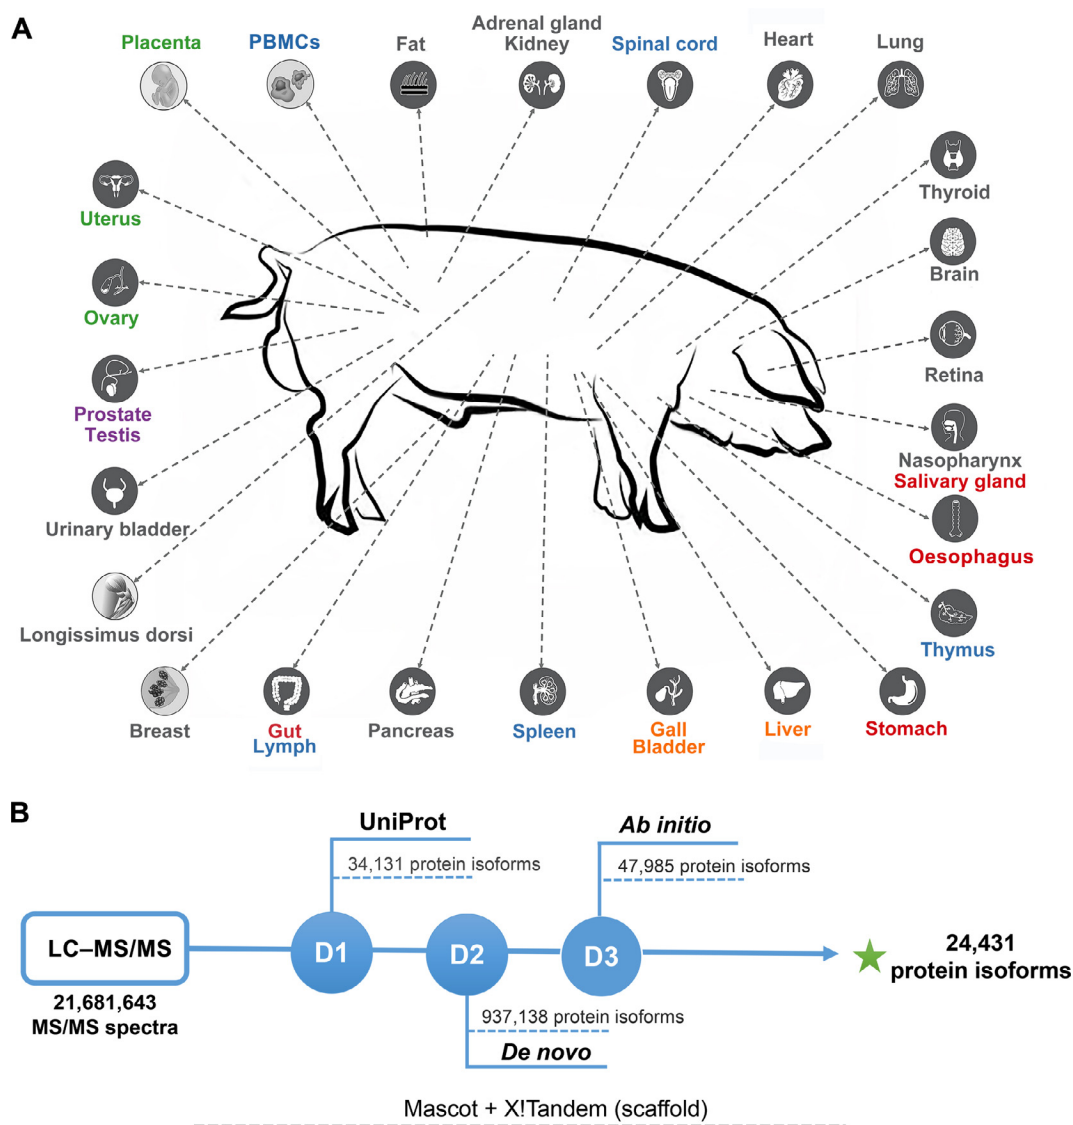 A
Placenta
PBMCs
Fat
Adrenal gland
Kidney
Spinal cord
Heart
Lung
Uterus
Thyroid
Ovary
Brain
Prostate
Testis
Retina
Urinary bladder
Nasopharynx
Salivary gland
Longissimus dorsi
Oesophagus
Thymus
Breast
Gut
Lymph
Pancreas
Spleen
Gall
Bladder
Liver
Stomach
B
UniProt
34,131 protein isoforms
Ab initio
47,985 protein isoforms
LC–MS/MS
D1
D2
D3
24,431
protein isoforms
21,681,643
MS/MS spectra
937,138 protein isoforms
De novo
Mascot + X!Tandem (scaffold)